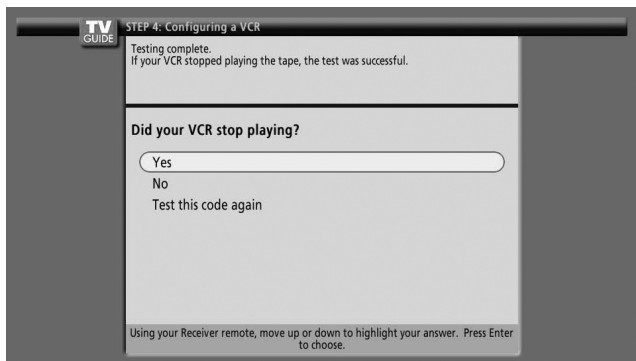 TV
GUIDE
STEP 4: Configuring a VCR
Testing complete.
If your VCR stopped playing the tape, the test was successful.
Did your VCR stop playing?
Yes
No
Test this code again
Using your Receiver remote, move up or down to highlight your answer. Press Enter
to choose.